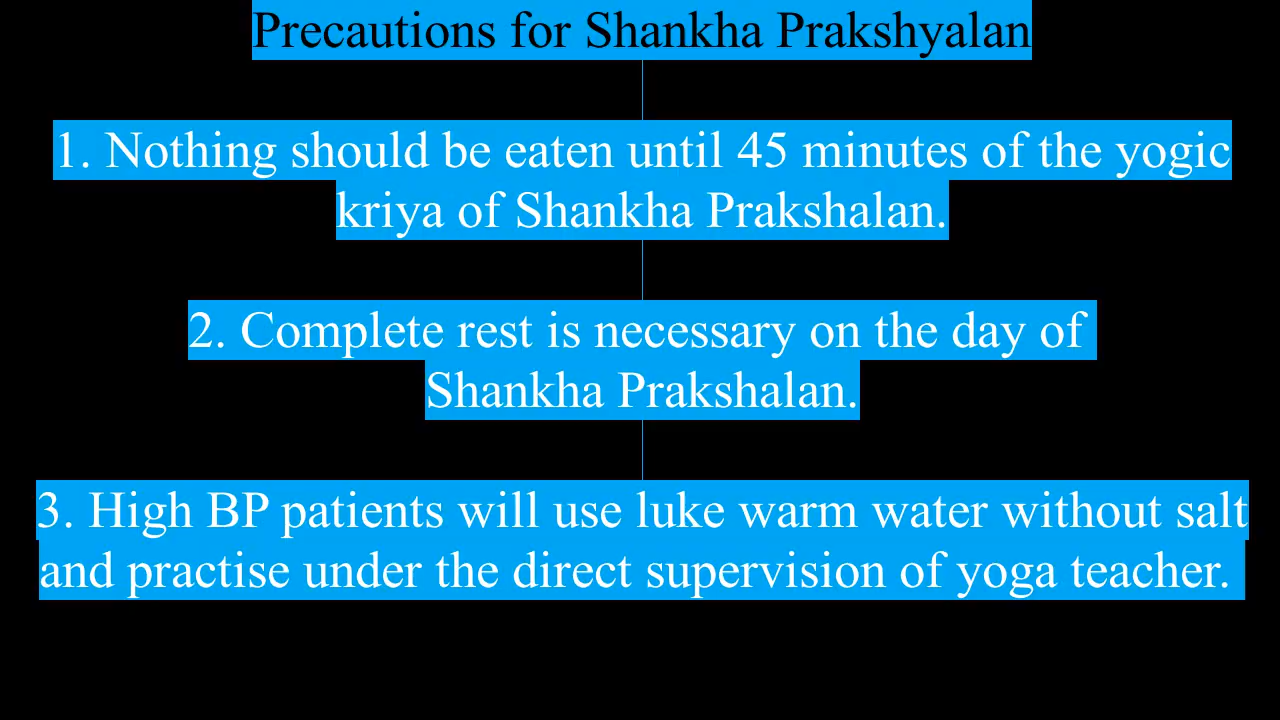 Precautions for Shankha Prakshyalan
1. Nothing should be eaten until 45 minutes of the yogic
kriya of Shankha Prakshalan.
2. Complete rest is necessary on the day of
Shankha Prakshalan.
3. High BP patients will use luke warm water without salt
and practise under the direct supervision of yoga teacher.